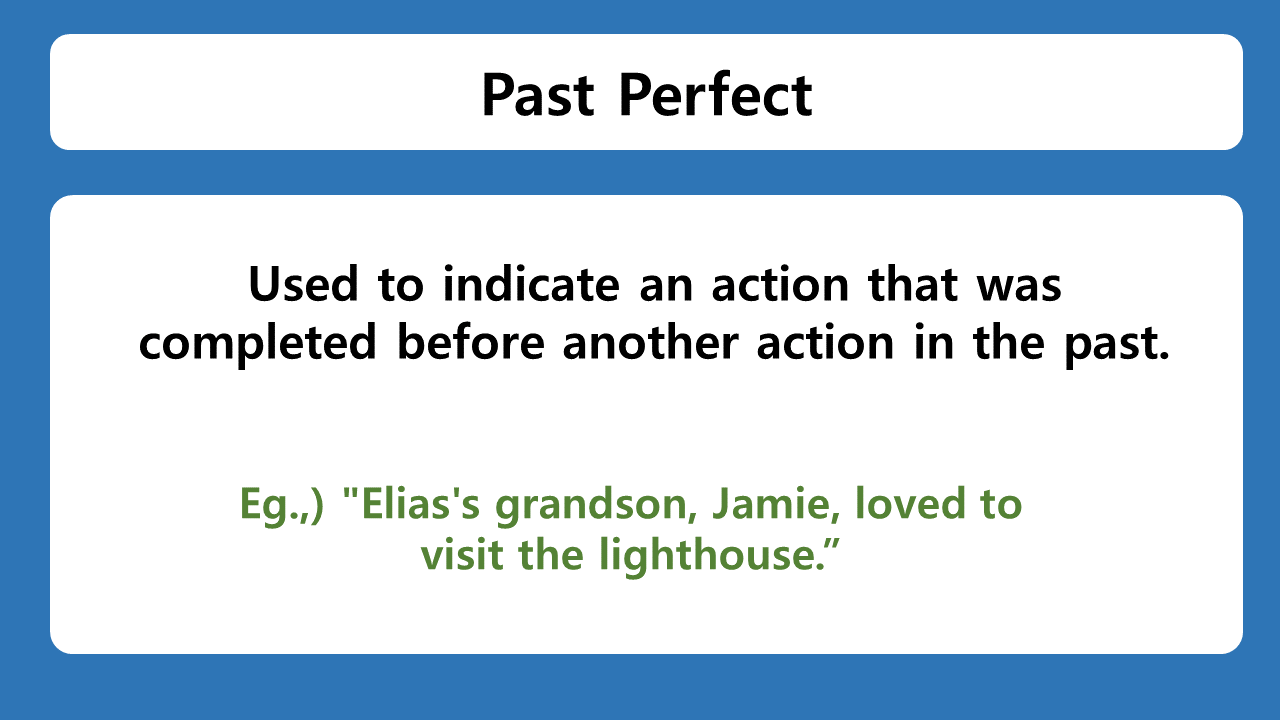 Past Perfect
Used to indicate an action that was
completed before another action in the past.
Eg.,) "Elias's grandson, Jamie, loved to
visit the lighthouse.”